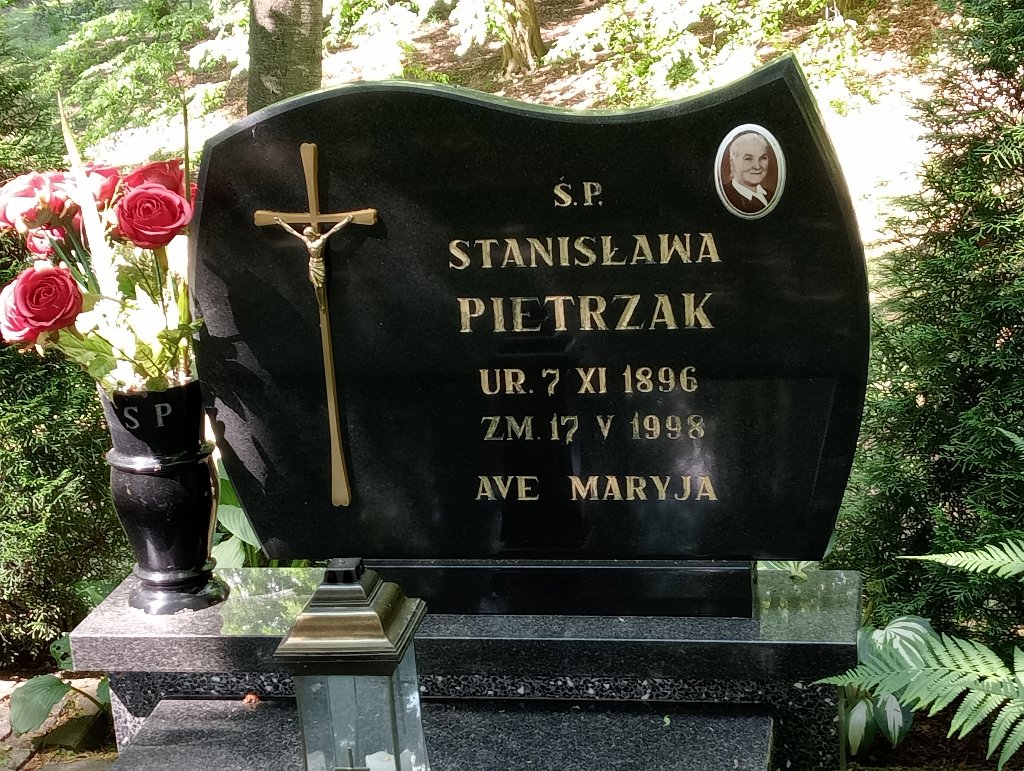 Ś.P.
STANISŁAWA
PIETRZAK
UR. 7 XI 1896
ZM. 17 V 1998
AVE MARYJA
S P